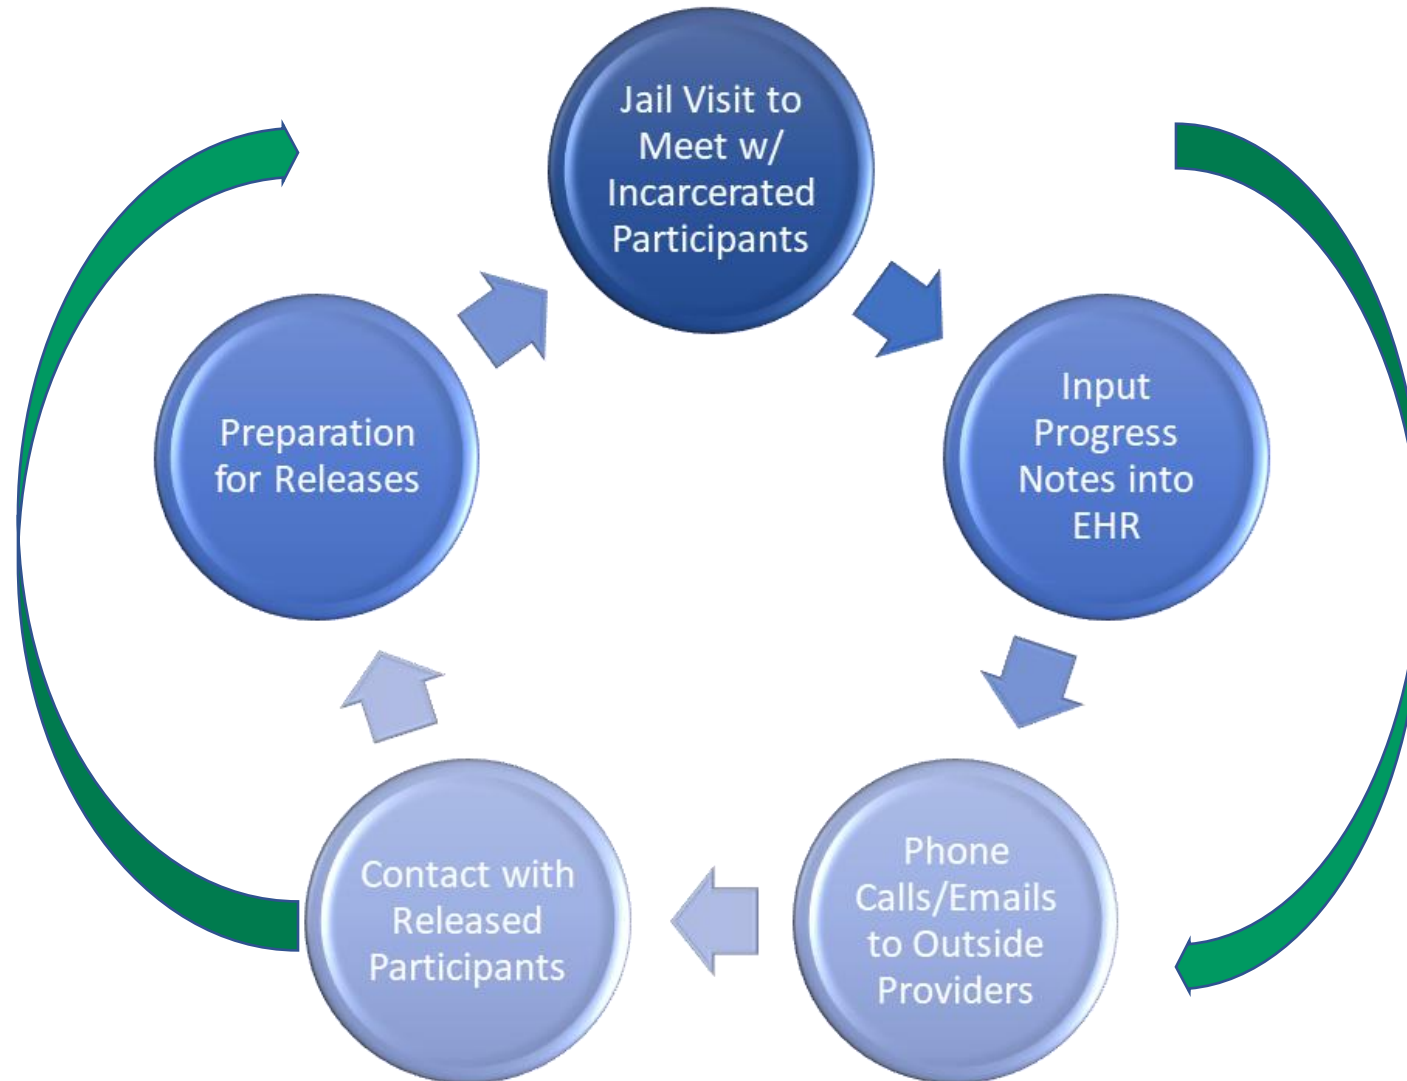 Jail Visit to
Meet w/
Incarcerated
Participants
Input
Progress
Notes into
EHR
Phone
Calls/Emails
to Outside
Providers
Contact with
Released
Participants
Preparation
for Releases